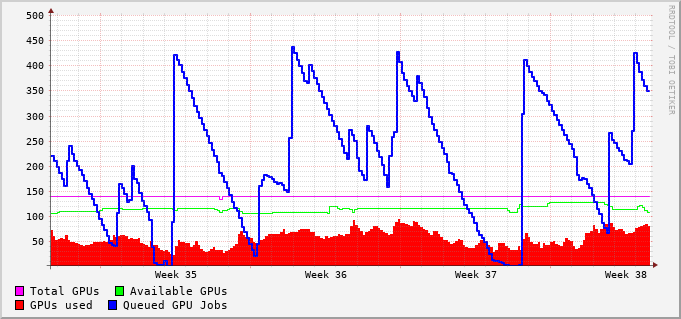 500
450
400
350
300
250
200
150
100
50
Week 35 Week 36 Week 37 Week 38
Total GPUs Available GPUs
GPUs used Queued GPU Jobs
RRDTOOL / TOBI OETIKER